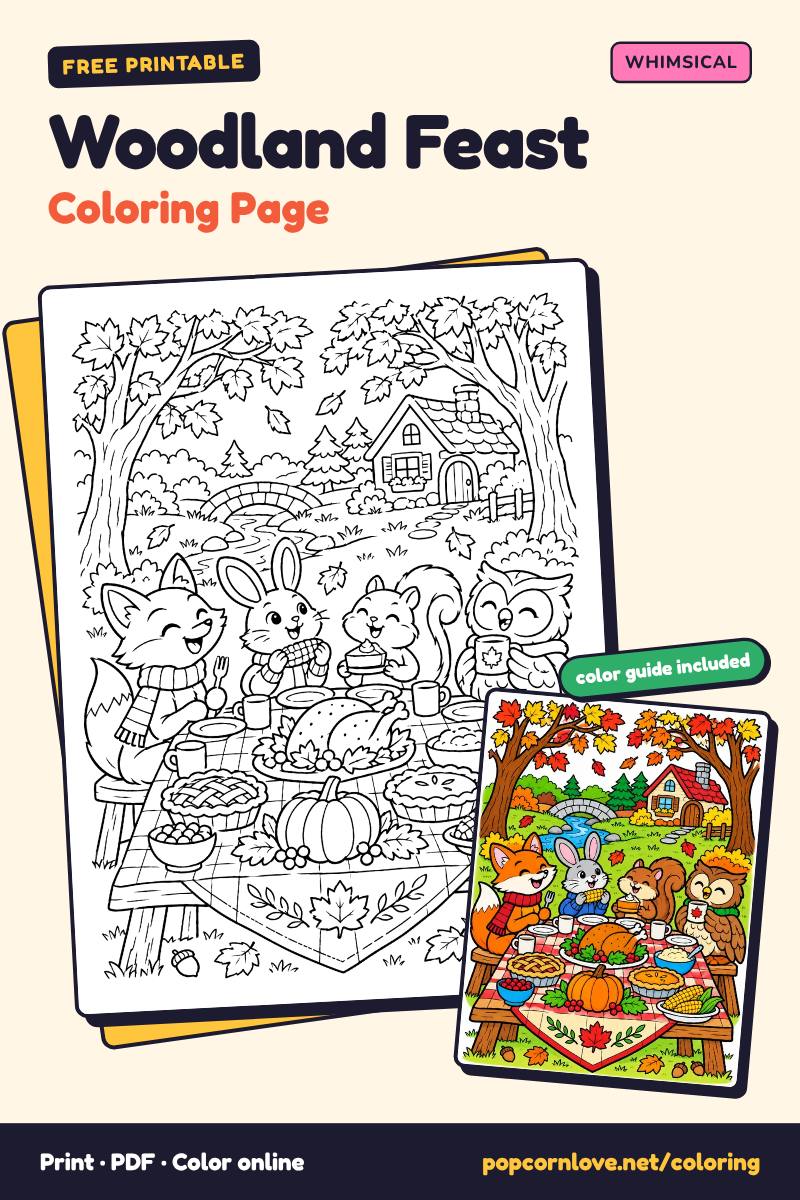 FREE PRINTABLE
WHIMSICAL
Woodland Feast
Coloring Page
color guide included
Print · PDF · Color online
popcornlove.net/coloring